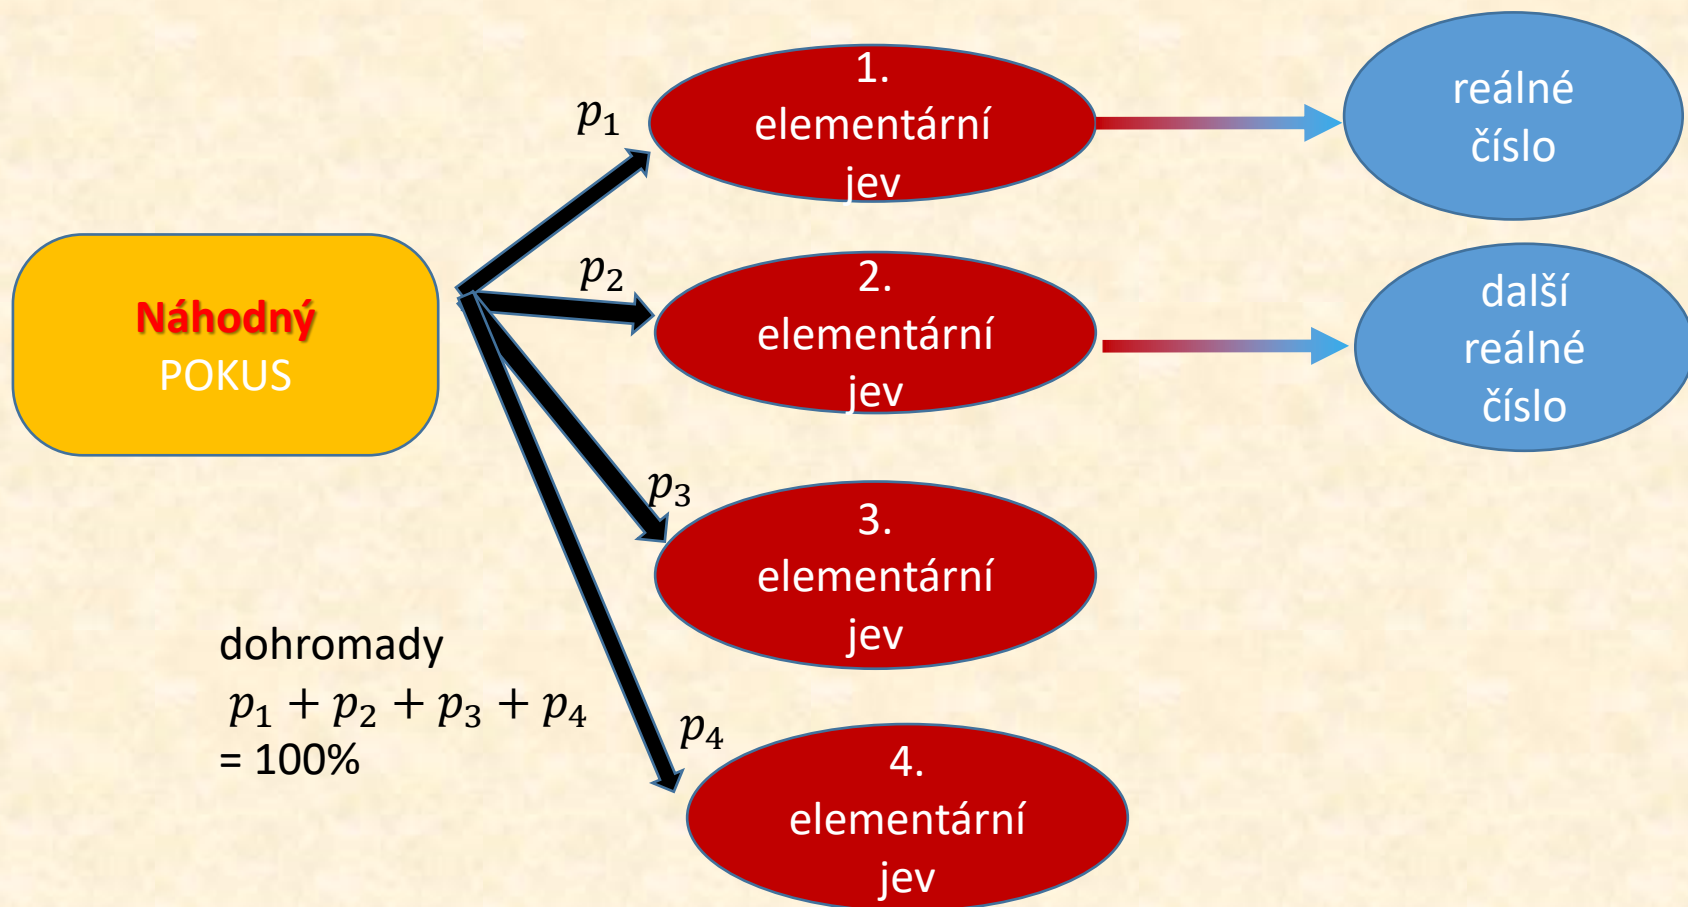 Náhodný
POKUS
p₁
1.
elementární
jev
reálné
číslo
p₂
2.
elementární
jev
další
reálné
číslo
p₃
3.
elementární
jev
p₄
4.
elementární
jev
dohromady
p₁ + p₂ + p₃ + p₄
= 100%